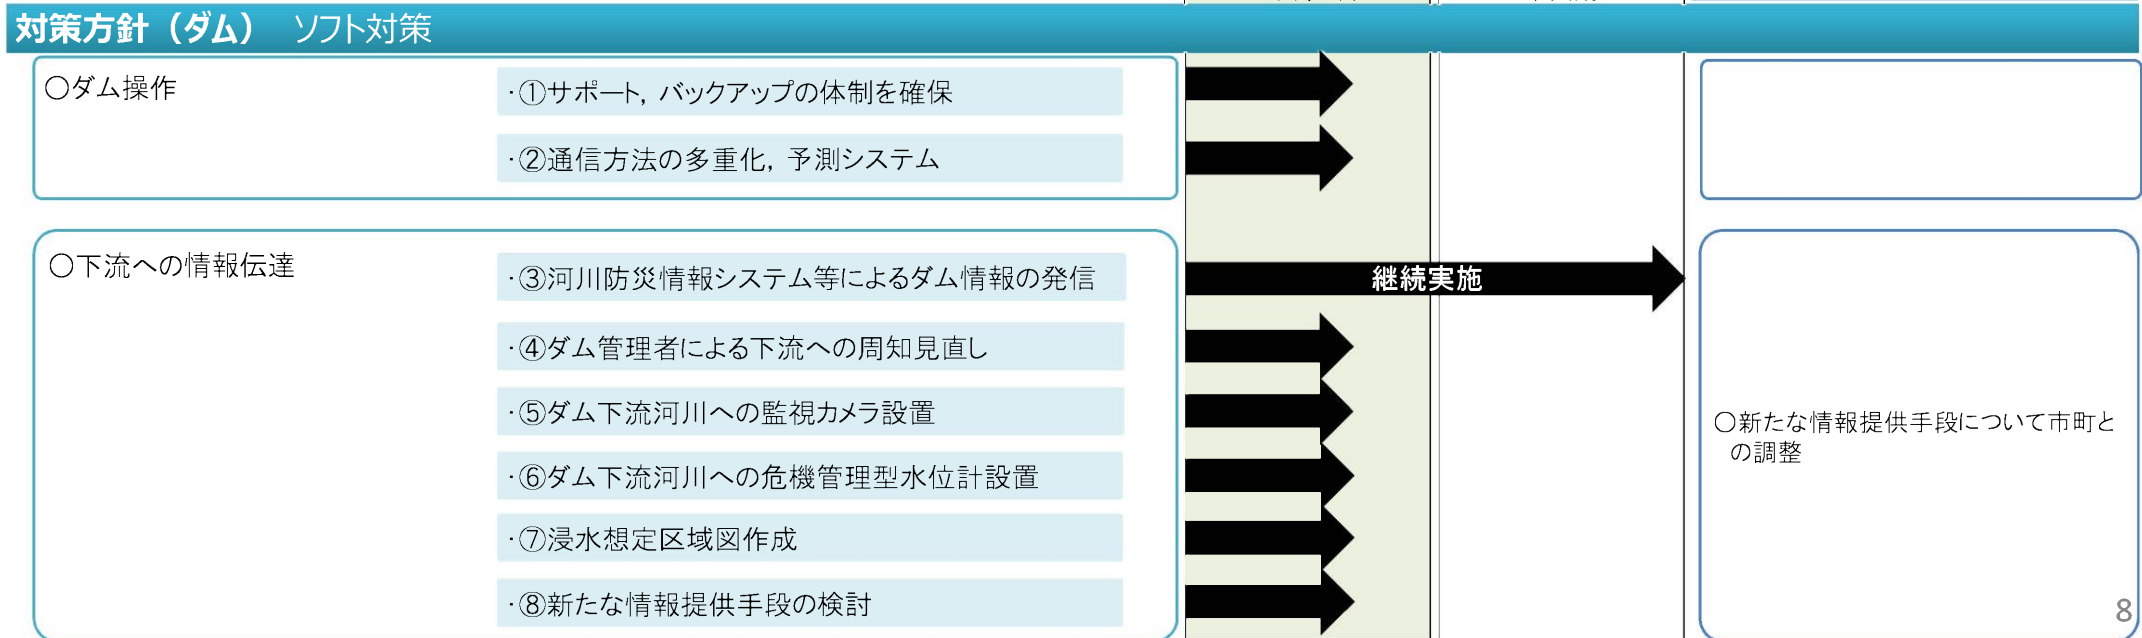 対策方針（ダム） ソフト対策
○ダム操作
・①サポート，バックアップの体制を確保
・②通信方法の多重化，予測システム
○下流への情報伝達
・③河川防災情報システム等によるダム情報の発信
継続実施
・④ダム管理者による下流への周知見直し
・⑤ダム下流河川への監視カメラ設置
・⑥ダム下流河川への危機管理型水位計設置
・⑦浸水想定区域図作成
・⑧新たな情報提供手段の検討
○新たな情報提供手段について市町と
の調整
8